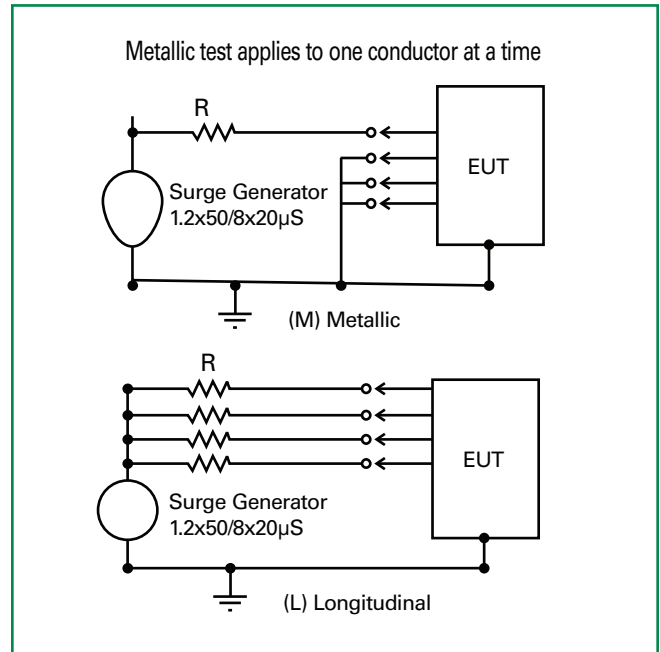 Metallic test applies to one conductor at a time
R
EUT
Surge Generator
1.2x50/8x20µS
(M) Metallic
R
EUT
Surge Generator
1.2x50/8x20µS
(L) Longitudinal